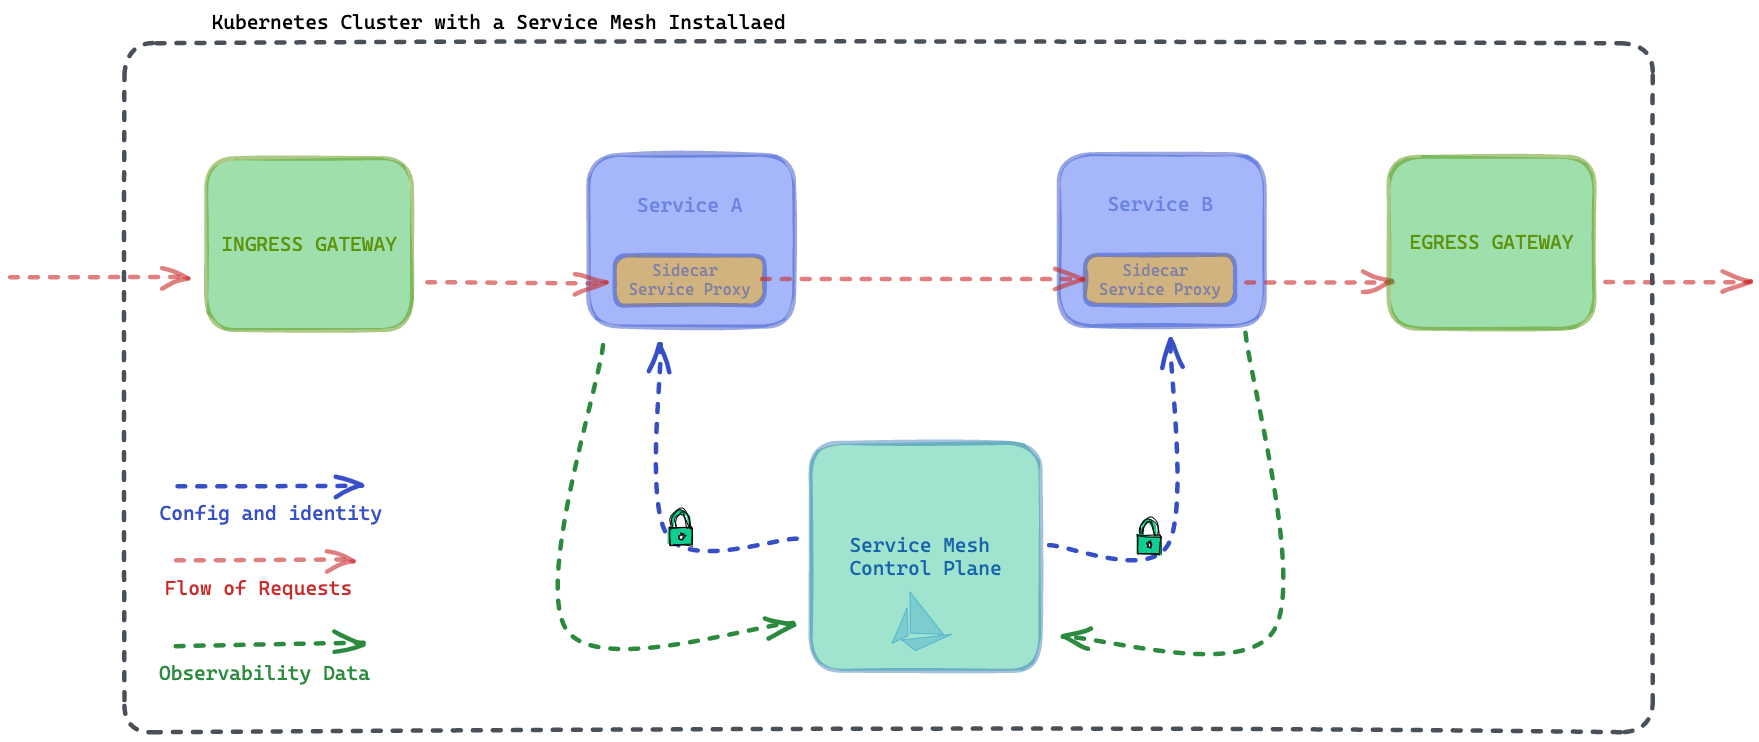 Kubernetes Cluster with a Service Mesh Installaed
INGRESS GATEWAY
Service A
Sidecar
Service Proxy
Service B
Sidecar
Service Proxy
EGRESS GATEWAY
Config and identity
Flow of Requests
Observability Data
Service Mesh
Control Plane